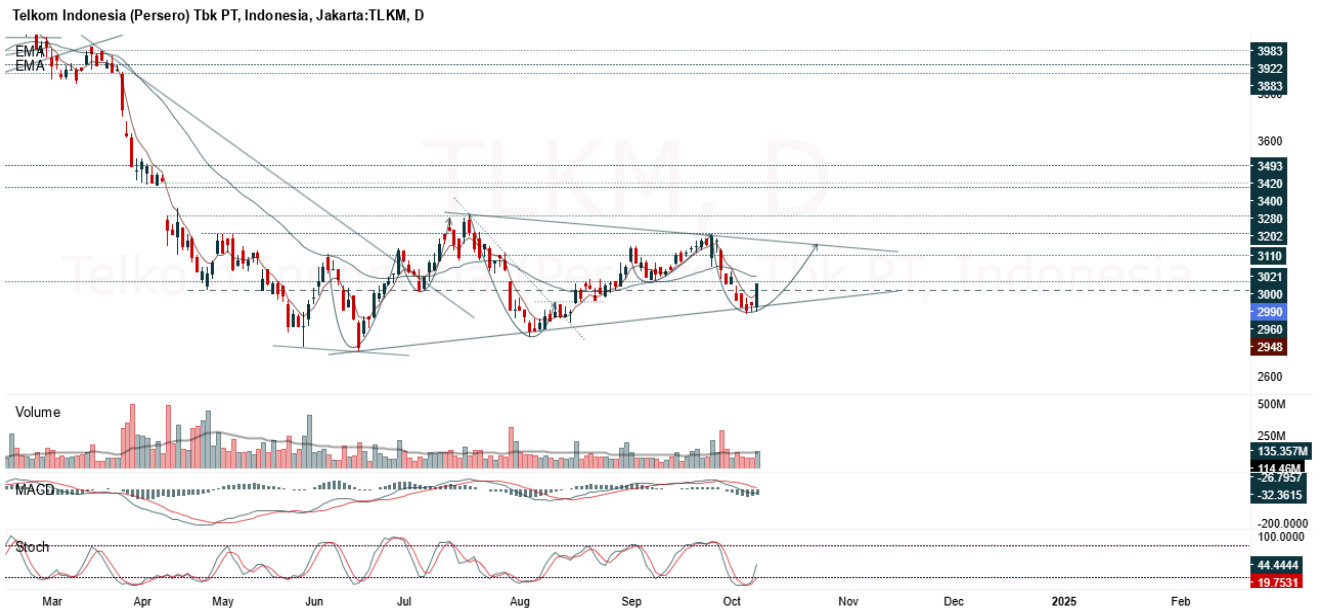 Telkom Indonesia (Persero) Tbk PT, Indonesia, Jakarta:TLKM, D
EMA
EMA
TLKM, D
3983
3922
3883
3800
3600
3493
3420
3400
3280
3202
3110
3021
3000
2990
2960
2948
2600
Volume
500M
250M
135.357M
114.46M
MACD
-26.7957
-32.3615
-200.0000
Stoch
100.0000
44.4444
19.7531
Mar Apr May Jun Jul Aug Sep Oct Nov Dec 2025 Feb